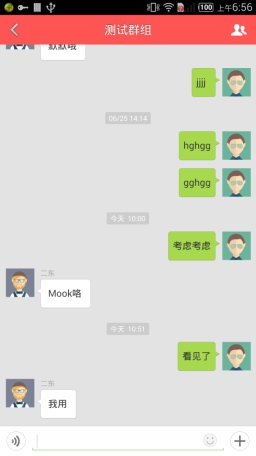 100 上午6:56
测试群组
默默哦
jjjj
06/25 14:14
hghgg
gghgg
今天 10:00
考虑考虑
二东
Mook咯
今天 10:51
看见了
二东
我用